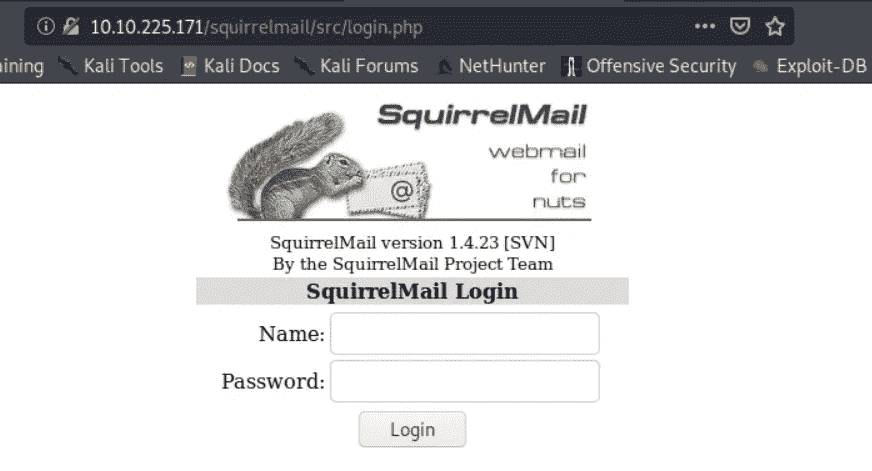 10.10.225.171/squirrelmail/src/login.php
ining Kali Tools Kali Docs Kali Forums NetHunter Offensive Security Exploit-DB
SquirrelMail
webmail
for
nuts
@
SquirrelMail version 1.4.23 [SVN]
By the SquirrelMail Project Team
SquirrelMail Login
Name:
Password:
Login